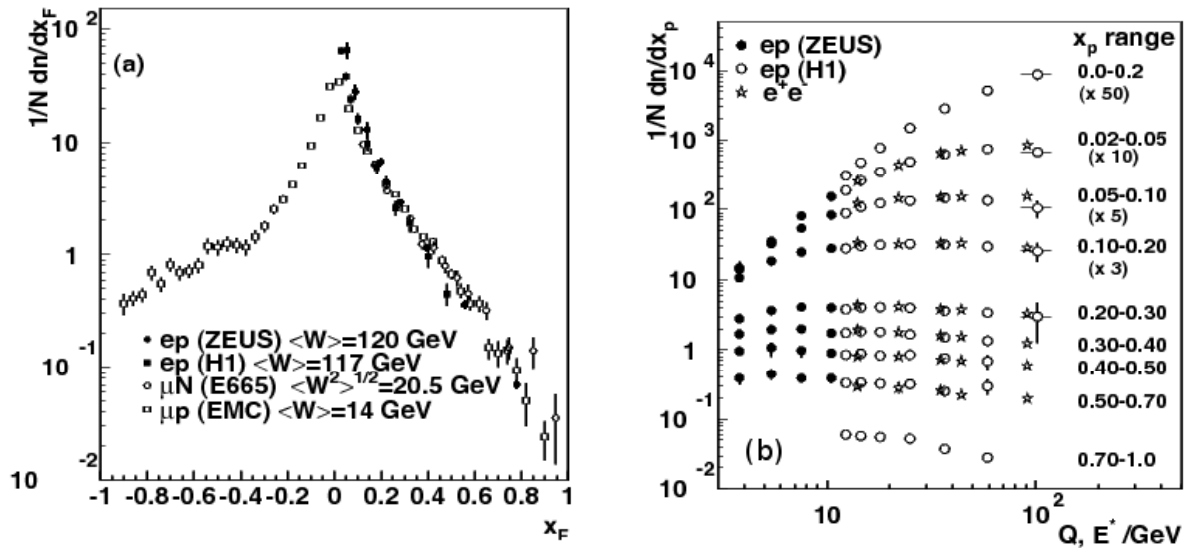 1/N dn/dx_F
10^2
10
1
10^-1
10^-2
(a)
ep (ZEUS) <W>=120 GeV
ep (H1) <W>=117 GeV
μN (E665) <W^2>^1/2=20.5 GeV
μp (EMC) <W>=14 GeV
-1 -0.8 -0.6 -0.4 -0.2 0 0.2 0.4 0.6 0.8 1
x_F
1/N dn/dx_p
10^4
10^3
10^2
10
1
10^-1
10^-2
ep (ZEUS)
ep (H1)
e^+e^-
x_p range
0.0-0.2
(x 50)
0.02-0.05
(x 10)
0.05-0.10
(x 5)
0.10-0.20
(x 3)
0.20-0.30
0.30-0.40
0.40-0.50
0.50-0.70
0.70-1.0
(b)
10 10^2
Q, E^* /GeV